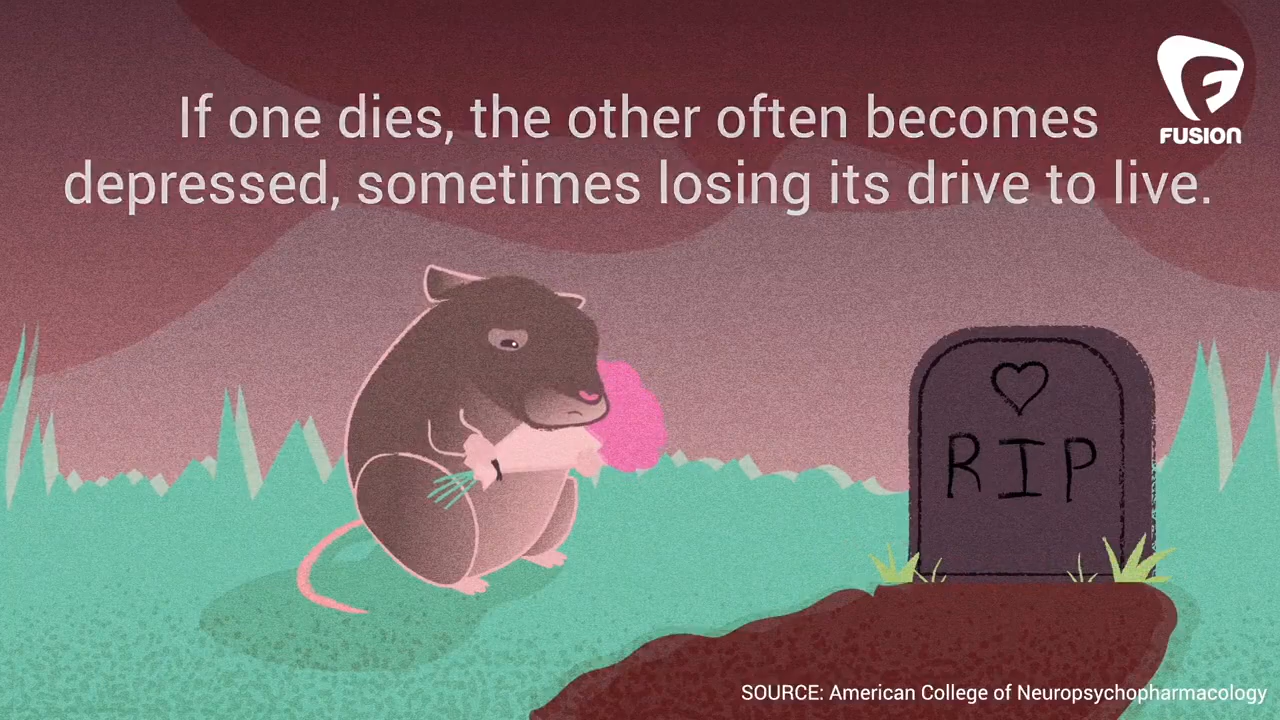 If one dies, the other often becomes
depressed, sometimes losing its drive to live.
FUSION
RIP
SOURCE: American College of Neuropsychopharmacology